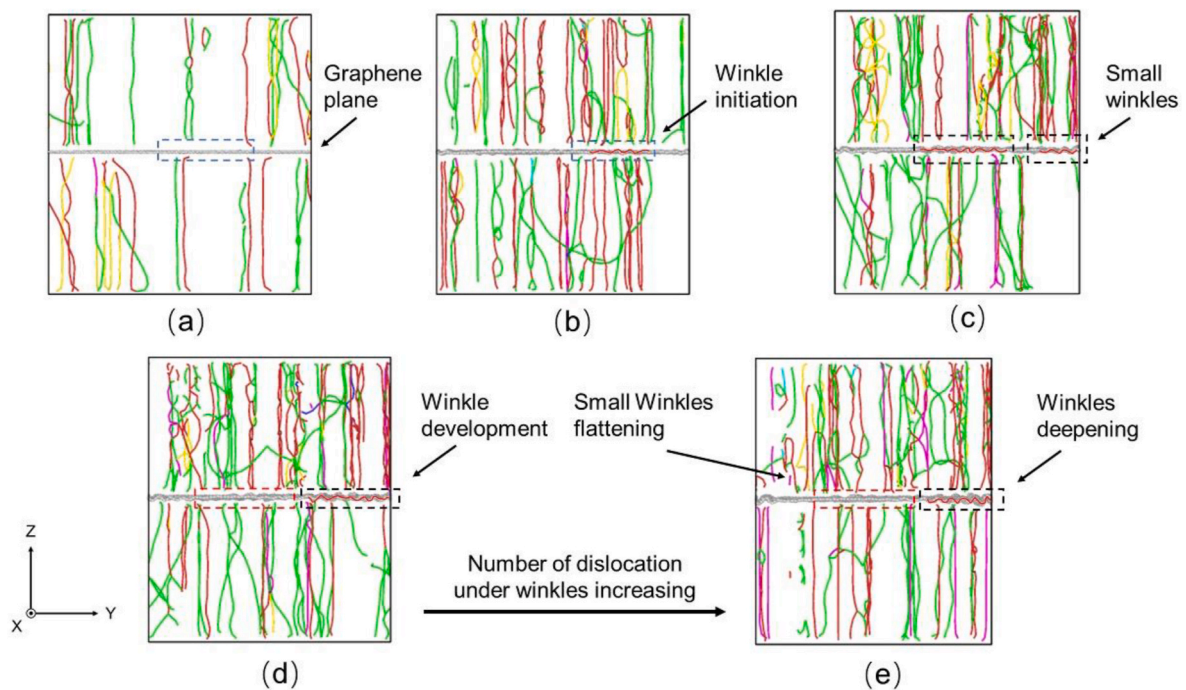 Graphene
plane
Winkle
initiation
Small
winkles
(a)
(b)
(c)
Winkle
development
Small Winkles
flattening
Winkles
deepening
Number of dislocation
under winkles increasing
Z
X
Y
(d)
(e)